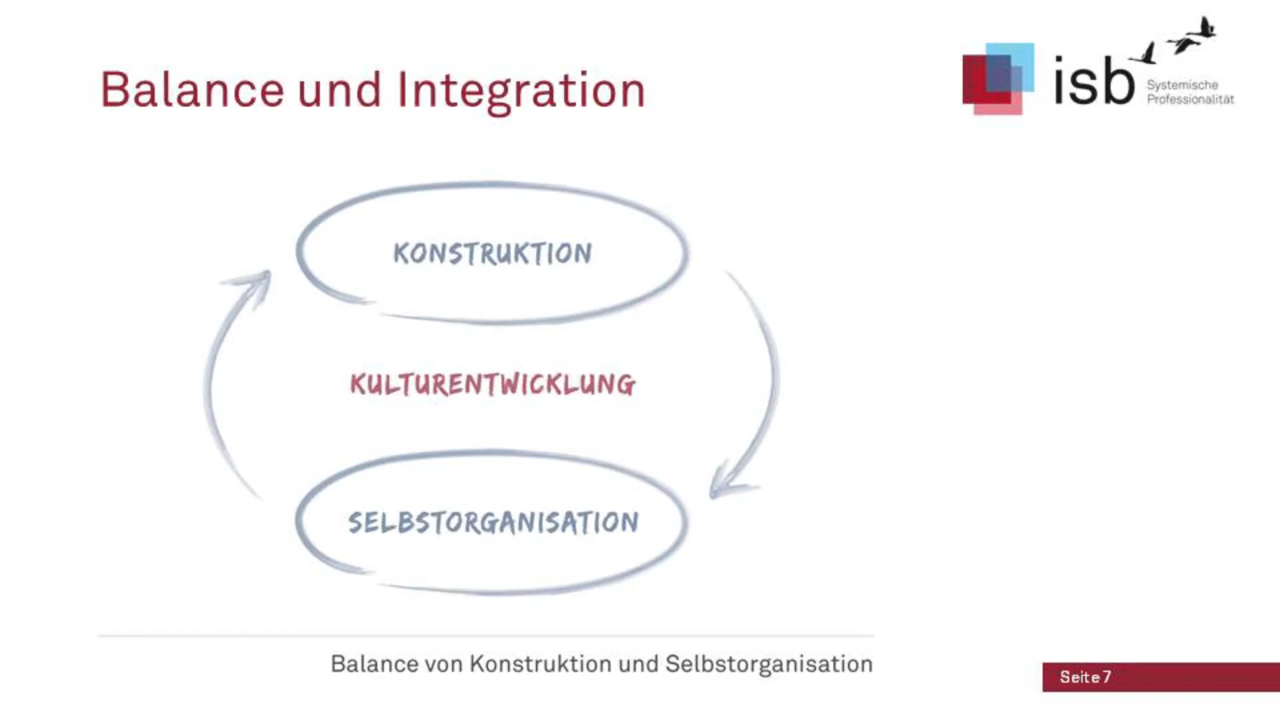 Balance und Integration
isb
Systemische
Professionalität
KONSTRUKTION
KULTURENTWICKLUNG
SELBSTORGANISATION
Balance von Konstruktion und Selbstorganisation
Seite 7